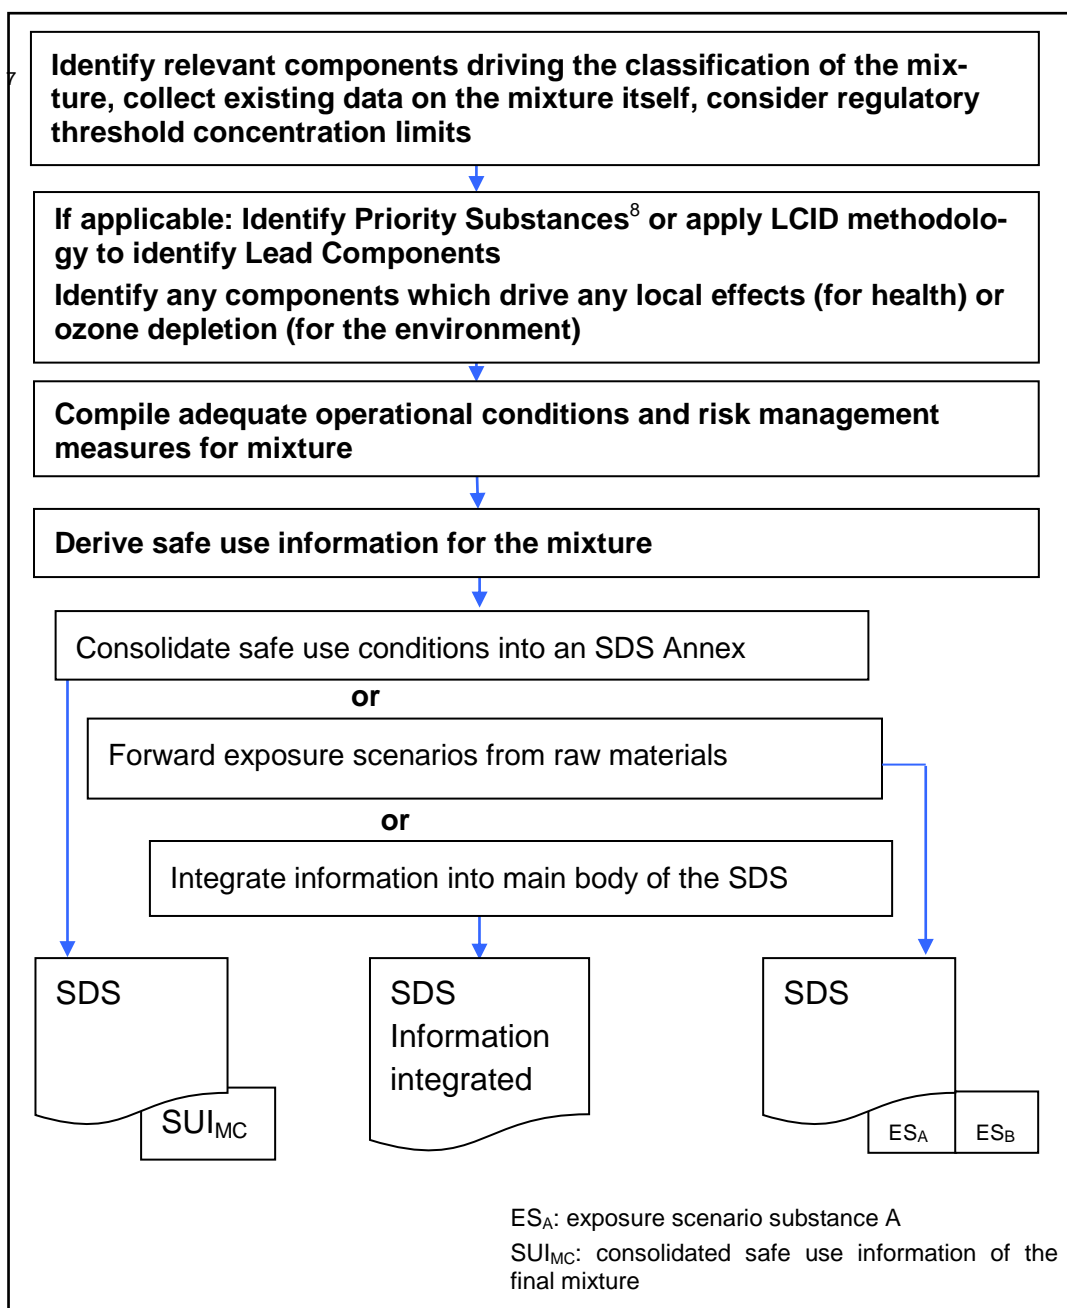 Identify relevant components driving the classification of the mix-
7
ture, collect existing data on the mixture itself, consider regulatory
threshold concentration limits
If applicable: Identify Priority Substances8 or apply LCID methodolo-
gy to identify Lead Components
Identify any components which drive any local effects (for health) or
ozone depletion (for the environment)
Compile adequate operational conditions and risk management
measures for mixture
Derive safe use information for the mixture
Consolidate safe use conditions into an SDS Annex
or
Forward exposure scenarios from raw materials
or
Integrate information into main body of the SDS
SDS
SUIMC
SDS
Information
integrated
SDS
ESA
ESB
ESA: exposure scenario substance A
SUIMC: consolidated safe use information of the
final mixture